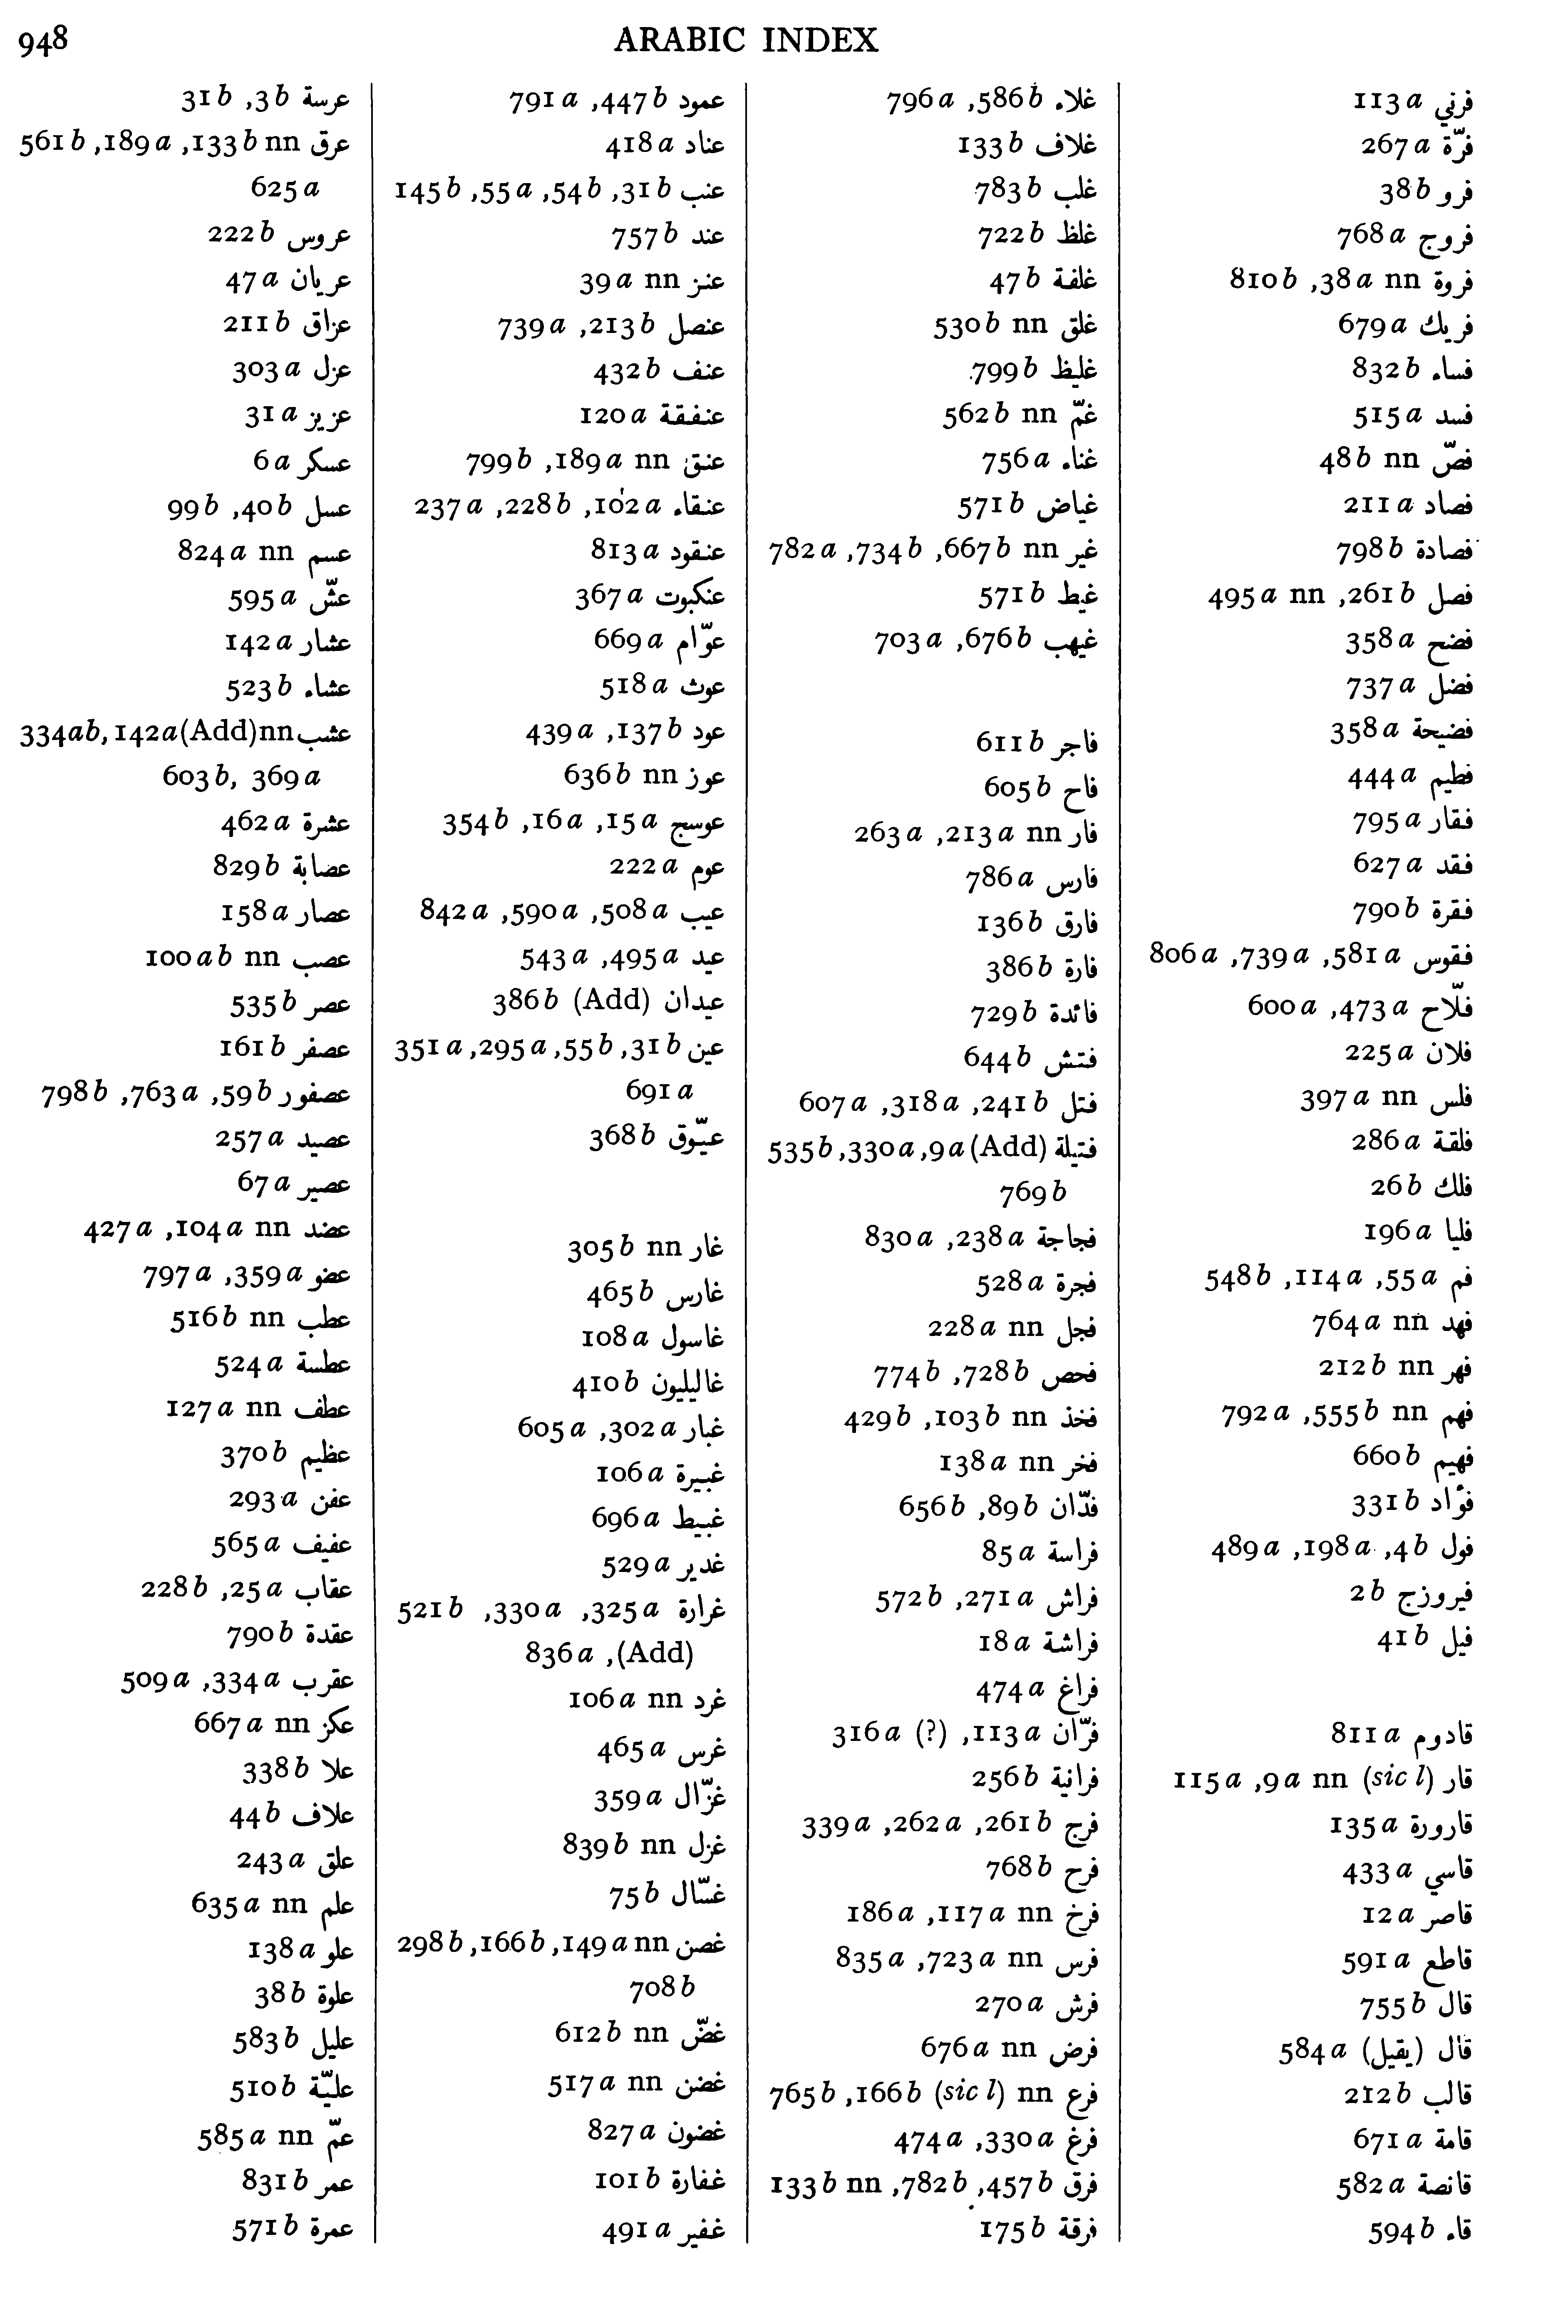 948 ARABIC INDEX
عرسة 3b, 31b
عرق 133b nn, 189a, 561b
625a
عروس 222b
عريان 47a
عزاق 211b
عزل 303a
عزيز 31a
عسكر 6a
عسل 40b, 99b
عسم 824a nn
عشّ 595a
عشار 142a
عشاء 523b
عشب 142a(Add)nn, 334ab
603b, 369a
عشرة 462a
عصابة 829b
عصار 158a
عصب 100ab nn
عصر 535b
عصفر 161b
عصفور 59b, 763a, 798b
عصيد 257a
عصير 67a
عضد 104a nn, 427a
عضو 359a, 797a
عطب 516b nn
عطسة 524a
عطف 127a nn
عظيم 370b
عفن 293a
عفيف 565a
عقاب 25a, 228b
عقدة 790b
عقرب 334a, 509a
عكز 667a nn
علا 338b
علاف 44b
علق 243a
علم 635a nn
علو 138a
علوة 38b
عليل 583b
عليّة 510b
عمّ 585a nn
عمر 831b
عمرة 571b
عمود 447b, 791a
عناد 418a
عنب 31b, 54b, 55a, 145b
عند 757b
عنز 39a nn
عنصل 213b, 739a
عنف 432b
عنفقة 120a
عنق 189a nn, 799b
عنقاء 102a, 228b, 237a
عنقود 813a
عنكبوت 367a
عوّام 669a
عوث 518a
عود 137b, 439a
عوز 636b nn
عوسج 15a, 16a, 354b
عوم 222a
عيب 508a, 590a, 842a
عيد 495a, 543a
عيدان 386b (Add)
عين 31b, 55b, 295a, 351a
691a
عيّوق 368b
غار 305b nn
غارس 465b
غاسول 108a
غاليليون 410b
غبار 302a, 605a
غبيرة 106a
غبيط 696a
غدير 529a
غرارة 325a, 330a, 521b
(Add), 836a
غرد 106a nn
غرس 465a
غزّال 359a
غزل 839b nn
غسّال 75b
غصن 149a nn, 166b, 298b
708b
غضّ 612b nn
غضن 517a nn
غضون 827a
غفارة 101b
غفير 491a
غلاء 586b, 796a
غلاف 133b
غلب 783b
غلظ 722b
غلفة 47b
غلق 530b nn
غليظ 799b
غمّ 562b nn
غناء 756a
غياض 571b
غير 667b nn, 734b, 782a
غيط 571b
غيهب 676b, 703a
فاجر 611b
فاح 605b
فار 213a nn, 263a
فارس 786a
فارق 136b
فارة 386b
فائدة 729b
فتش 644b
فتل 241b, 318a, 607a
فتيلة 9a (Add), 330a, 535b
769b
فجاجة 238a, 830a
فجرة 528a
فجل 228a nn
فحص 728b, 774b
فخذ 103b nn, 429b
فخر 138a nn
فدّان 89b, 656b
فراسة 85a
فراش 271a, 572b
فراشة 18a
فراغ 474a
فرّان 113a, 316a (?)
فرانية 256b
فرج 261b, 262a, 339a
فرح 768b
فرخ 117a nn, 186a
فرس 723a nn, 835a
فرش 270a
فرض 676a nn
فرع nn (sic l) 166b, 765b
فرغ 330a, 474a
فرق 457b, 782b, 133b nn
فرقة 175b
فرني 113a
فرّة 267a
فرو 38b
فروج 768a
فروة 38a nn, 810b
فريك 679a
فساء 832b
فسد 515a
فصّ 48b nn
فصاد 211a
فصادة 798b
فصل 261b, 495a nn
فضح 358a
فضل 737a
فضيحة 358a
فطيم 444a
فقار 795a
فقد 627a
فقرة 790b
فقوس 581a, 739a, 806a
فلّاح 473a, 600a
فلان 225a
فلس 397a nn
فلقة 286a
فلك 26b
فليا 196a
فم 55a, 114a, 548b
فهد 764a nn
فهر 212b nn
فهم 555b nn, 792a
فهيم 660b
فؤاد 331b
فول 4b, 198a, 489a
فيروزج 2b
فيل 41b
قادوم 811a
قار (sic l) 9a nn, 115a
قارورة 135a
قاسي 433a
قاصر 12a
قاطع 591a
قال 755b
قال (يقيل) 584a
قالب 212b
قامة 671a
قانصة 582a
قاء 594b